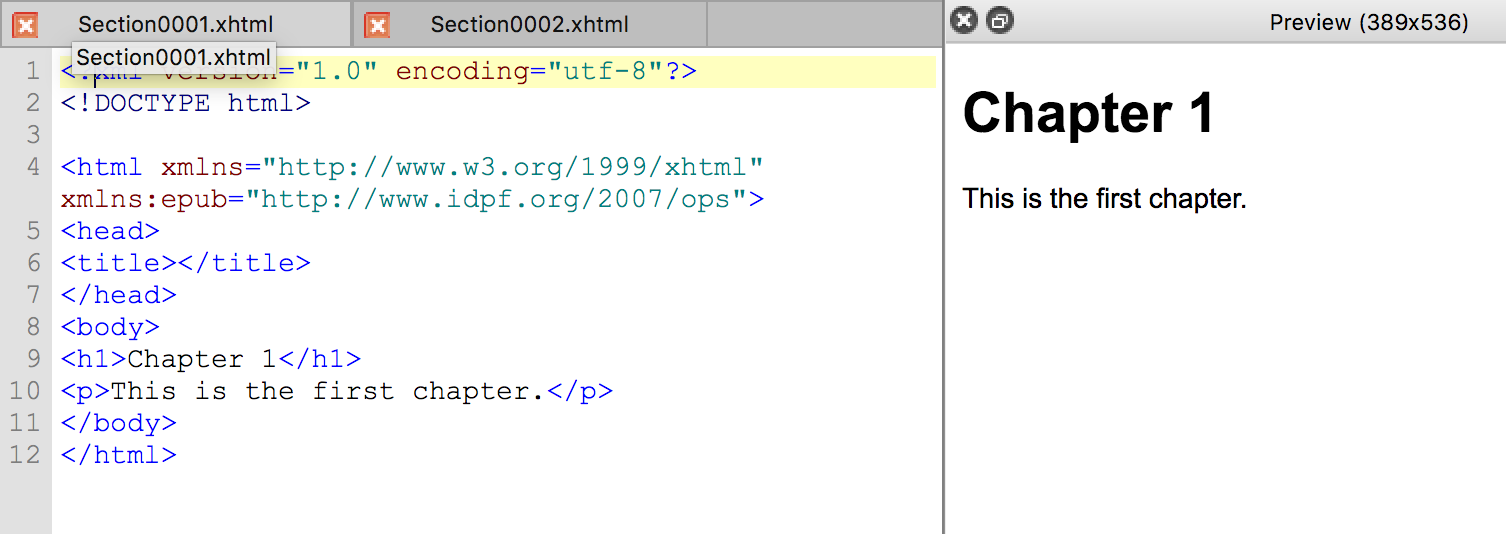 Section0001.xhtml
Section0002.xhtml
Section0001.xhtml
1 <?xml version="1.0" encoding="utf-8"?>
2 <!DOCTYPE html>
3
4 <html xmlns="http://www.w3.org/1999/xhtml"
xmlns:epub="http://www.idpf.org/2007/ops">
5 <head>
6 <title></title>
7 </head>
8 <body>
9 <h1>Chapter 1</h1>
10 <p>This is the first chapter.</p>
11 </body>
12 </html>
Preview (389x536)
Chapter 1
This is the first chapter.